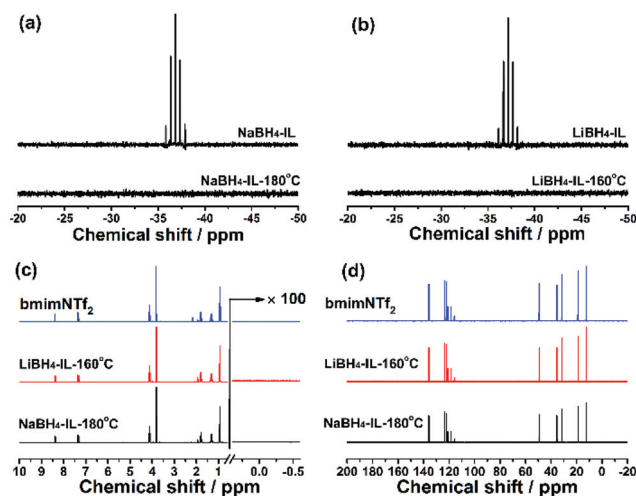 (a)
NaBH4-IL
NaBH4-IL-180°C
-20 -25 -30 -35 -40 -45 -50
Chemical shift / ppm
(b)
LiBH4-IL
LiBH4-IL-160°C
-20 -25 -30 -35 -40 -45 -50
Chemical shift / ppm
(c)
bmimNTf2
× 100
LiBH4-IL-160°C
NaBH4-IL-180°C
10 9 8 7 6 5 4 3 2 1 0.0 -0.5
Chemical shift / ppm
(d)
bmimNTf2
LiBH4-IL-160°C
NaBH4-IL-180°C
200 180 160 140 120 100 80 60 40 20 0 -20
Chemical shift / ppm